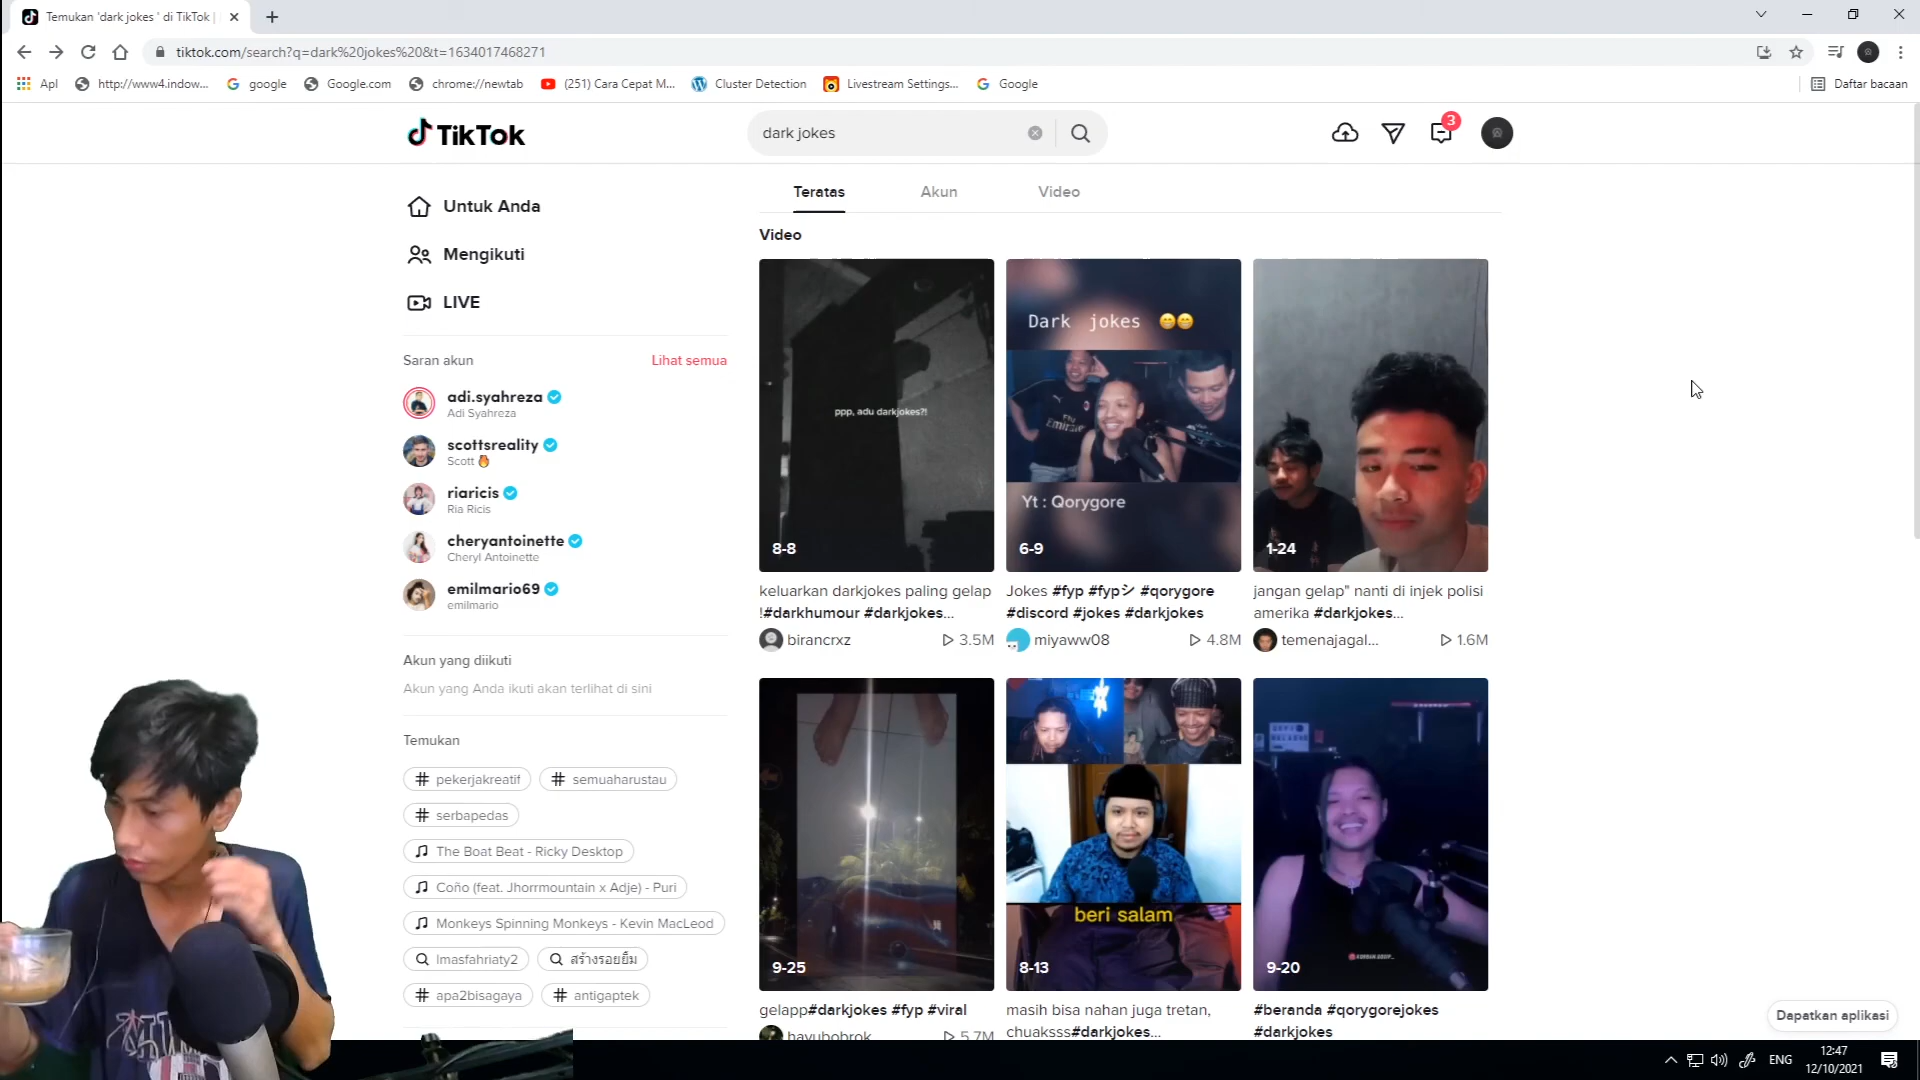 Temukan 'dark jokes ' di TikTok |
tiktok.com/search?q=dark%20jokes%20&t=1634017468271
Apl
http://www4.indow...
google
Google.com
chrome://newtab
(251) Cara Cepat M...
Cluster Detection
Livestream Settings...
Google
Daftar bacaan
TikTok
dark jokes
3
Untuk Anda
Mengikuti
LIVE
Saran akun
Lihat semua
adi.syahreza
Adi Syahreza
scottsreality
Scott
riaricis
Ria Ricis
cheryantoinette
Cheryl Antoinette
emilmario69
emilmario
Akun yang diikuti
Akun yang Anda ikuti akan terlihat di sini
Temukan
# pekerjakreatif
# semuaharustau
# serbapedas
The Boat Beat - Ricky Desktop
Coño (feat. Jhorrmountain x Adje) - Puri
Monkeys Spinning Monkeys - Kevin MacLeod
lmasfahriaty2
สร้างรอยยิ้ม
# apa2bisagaya
# antigaptek
Teratas
Akun
Video
Video
ppp, adu darkjokes?!
8-8
keluarkan darkjokes paling gelap
!#darkhumour #darkjokes...
birancrxz
3.5M
Dark jokes 😁😁
Fly
Emirates
Yt : Qorygore
6-9
Jokes #fyp #fypシ #qorygore
#discord #jokes #darkjokes
miyaww08
4.8M
1-24
jangan gelap" nanti di injek polisi
amerika #darkjokes...
temenajagal...
1.6M
9-25
gelapp#darkjokes #fyp #viral
hayubobrok
5.7M
beri salam
8-13
masih bisa nahan juga tretan,
chuaksss#darkjokes...
9-20
#beranda #qorygorejokes
#darkjokes
Dapatkan aplikasi
ENG
12:47
12/10/2021